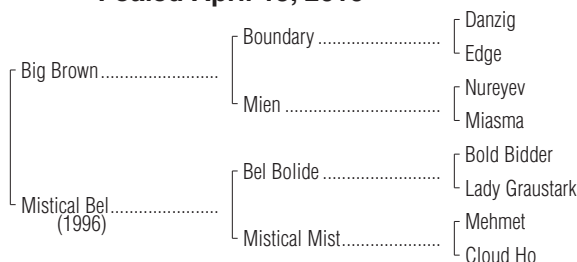 Danzig
Boundary ..................................
Edge
Big Brown ................................
Nureyev
Mien ............................................
Miasma
Bold Bidder
Bel Bolide .................................
Lady Graustark
Mistical Bel..............................
(1996)
Mehmet
Mistical Mist............................
Cloud Ho